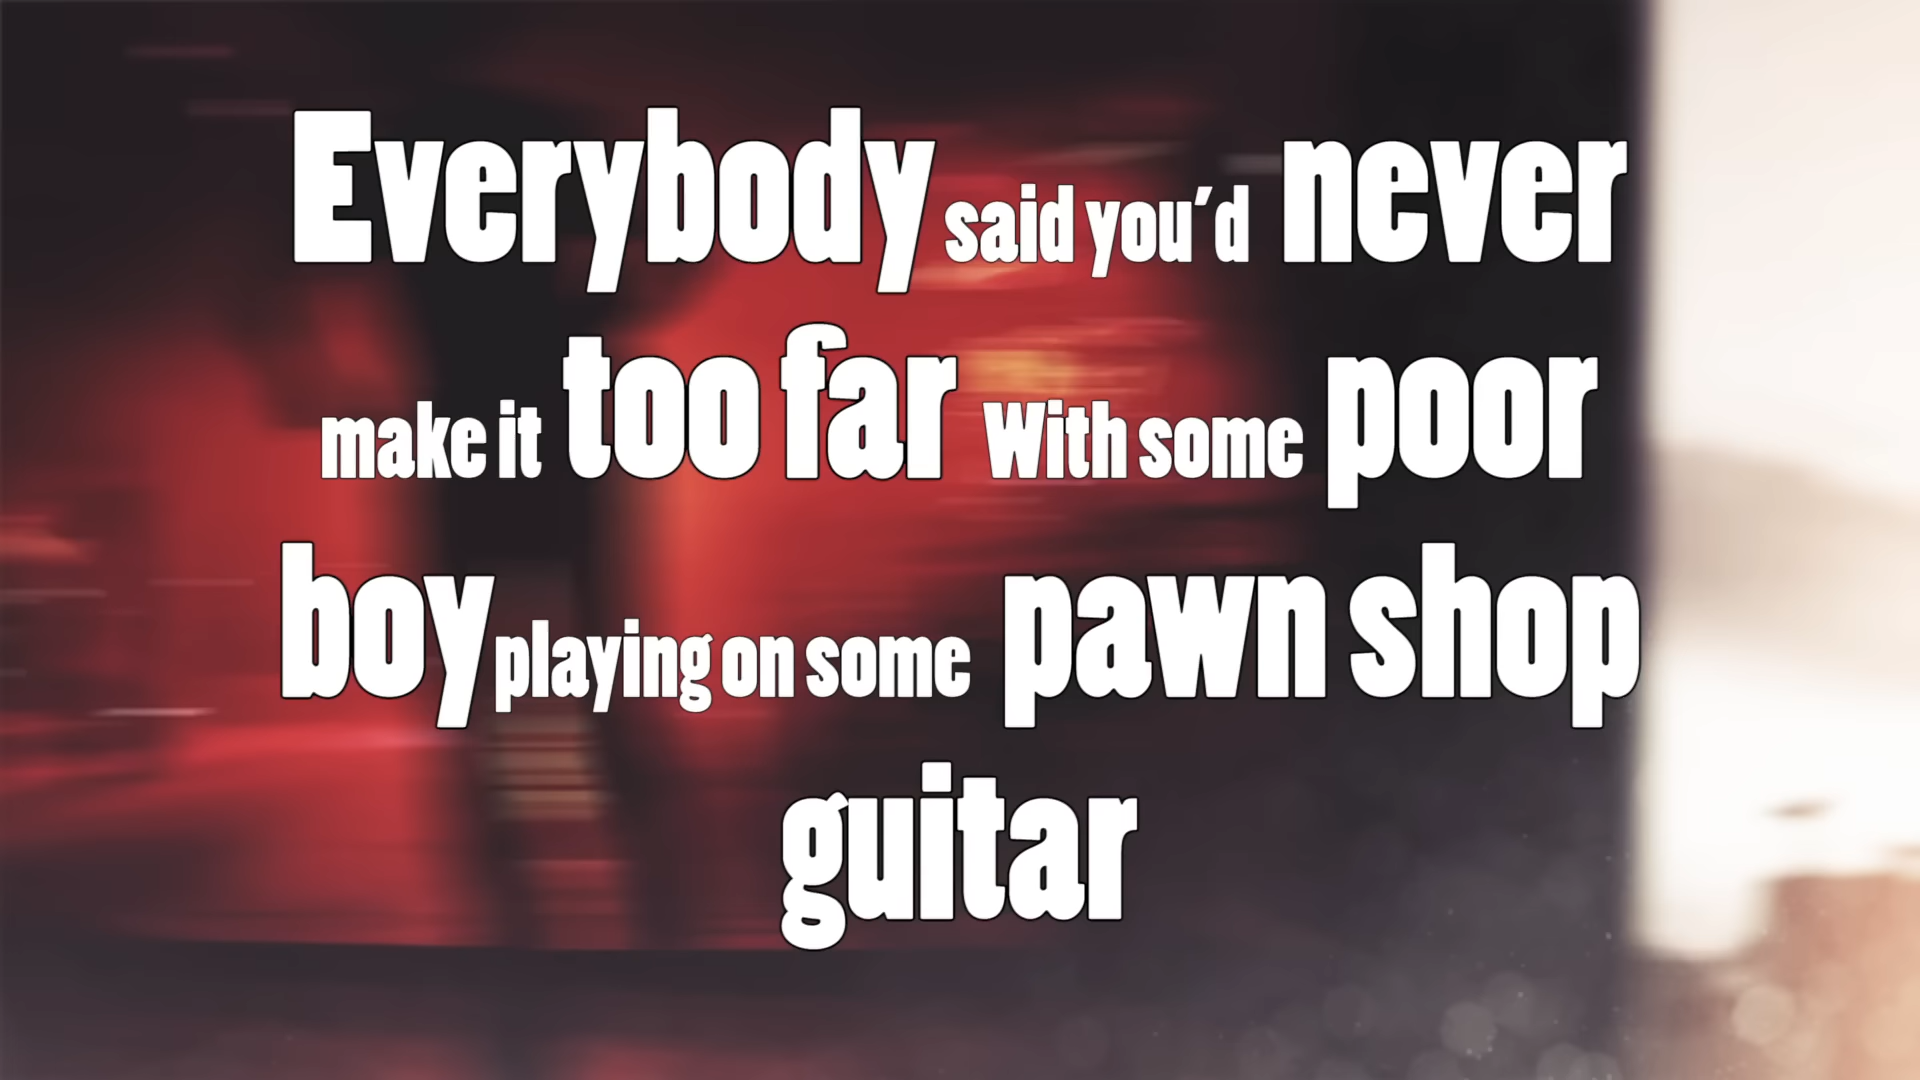 Everybody said you'd never
make it too far With some poor
boy playing on some pawn shop
guitar